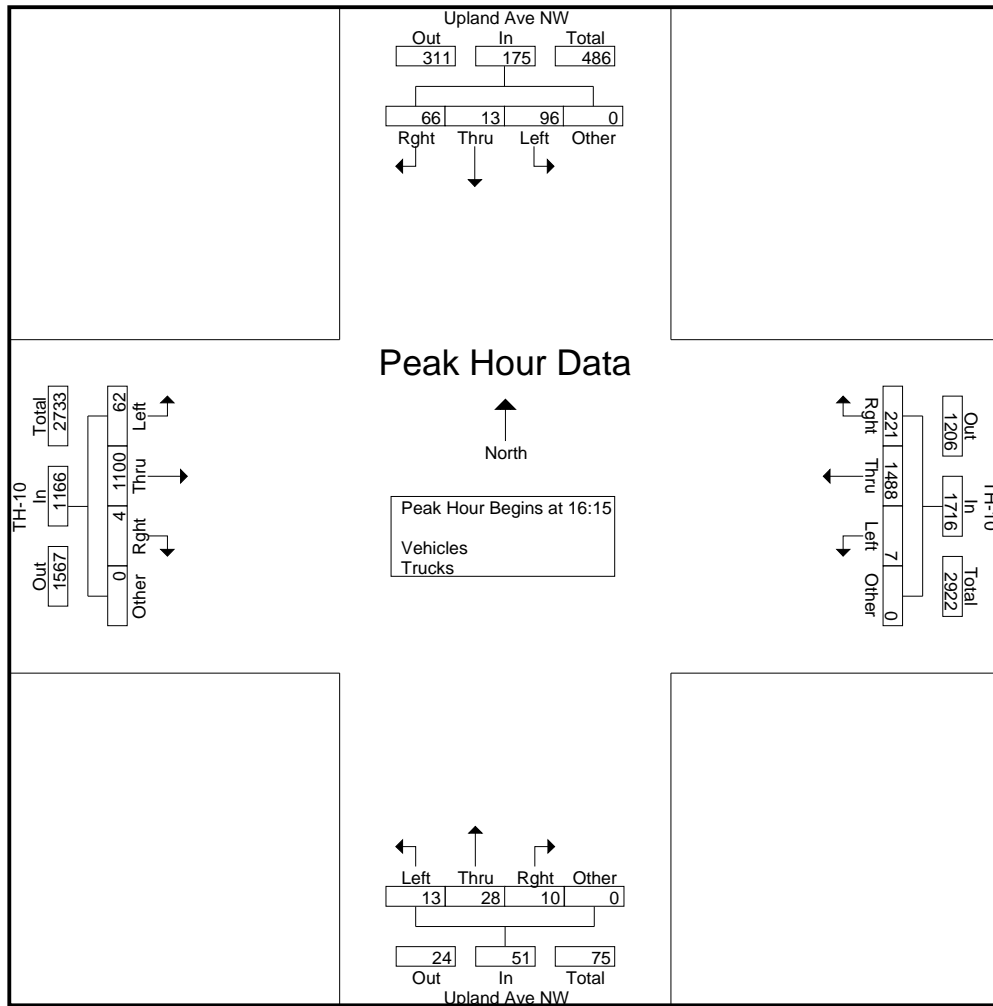 Upland Ave NW
Out In Total
311 175 486
66 13 96 0
Rght Thru Left Other
Peak Hour Data
North
Peak Hour Begins at 16:15
Vehicles
Trucks
TH-10
Out In Total
1567 1166 2733
0 4 1100 62
Other Rght Thru Left
TH-10
Out In Total
1206 1716 2922
221 1488 7 0
Rght Thru Left Other
Left Thru Rght Other
13 28 10 0
24 51 75
Out In Total
Upland Ave NW